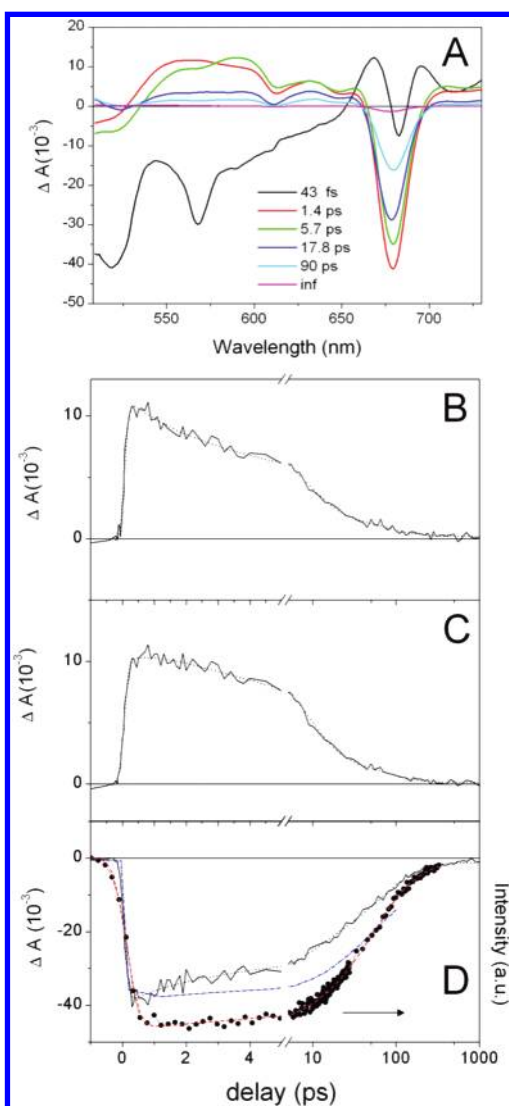 A
Δ A(10⁻³)
20
10
0
-10
-20
-30
-40
-50
43 fs
1.4 ps
5.7 ps
17.8 ps
90 ps
inf
550 600 650 700
Wavelength (nm)
B
Δ A(10⁻³)
10
0
C
Δ A(10⁻³)
10
0
D
Δ A (10⁻³)
0
-20
-40
Intensity (a.u.)
0 2 4 10 100 1000
delay (ps)